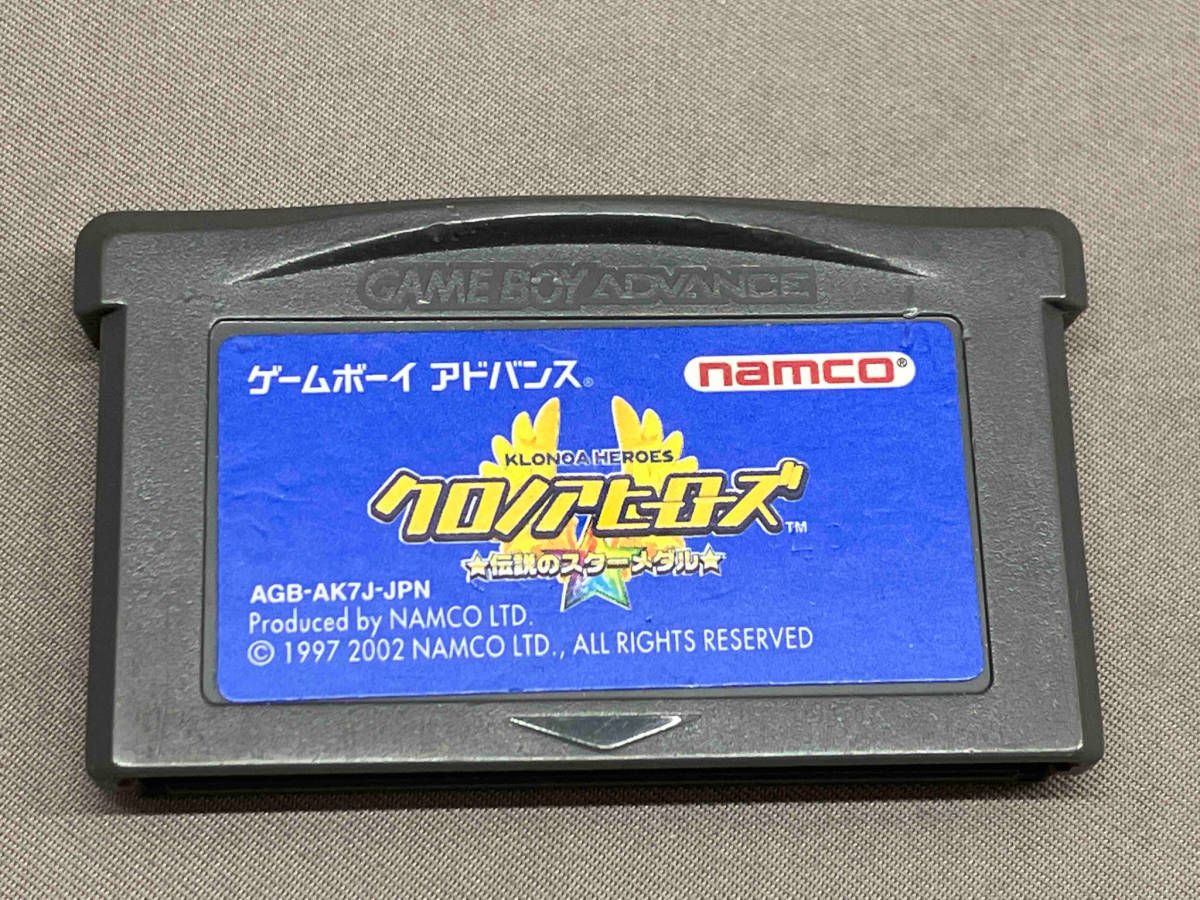 GAME BOY ADVANCE
ゲームボーイ アドバンス®
namco®
KLONOA HEROES
クロノアヒーローズ™
★伝説のスターメダル★
AGB-AK7J-JPN
Produced by NAMCO LTD.
© 1997 2002 NAMCO LTD., ALL RIGHTS RESERVED